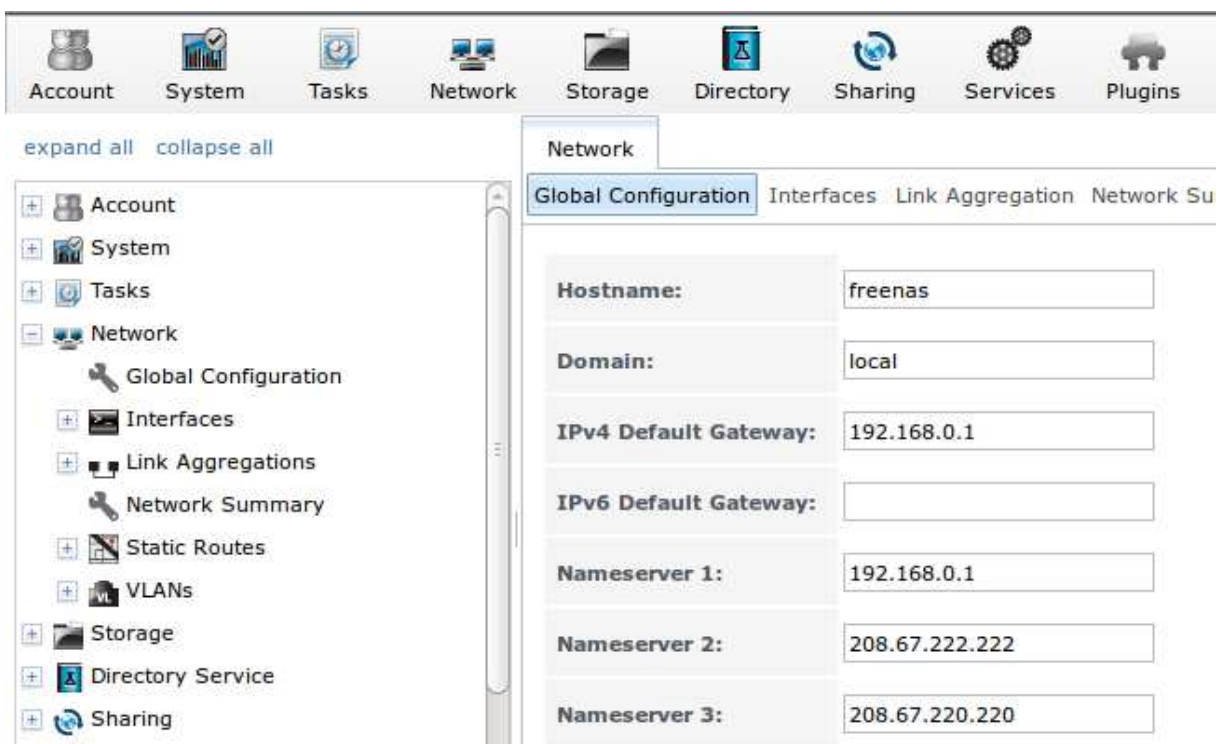 Account System Tasks Network Storage Directory Sharing Services Plugins
expand all collapse all
Account
System
Tasks
Network
Global Configuration
Interfaces
Link Aggregations
Network Summary
Static Routes
VLANs
Storage
Directory Service
Sharing
Network
Global Configuration Interfaces Link Aggregation Network Su
Hostname: freenas
Domain: local
IPv4 Default Gateway: 192.168.0.1
IPv6 Default Gateway:
Nameserver 1: 192.168.0.1
Nameserver 2: 208.67.222.222
Nameserver 3: 208.67.220.220